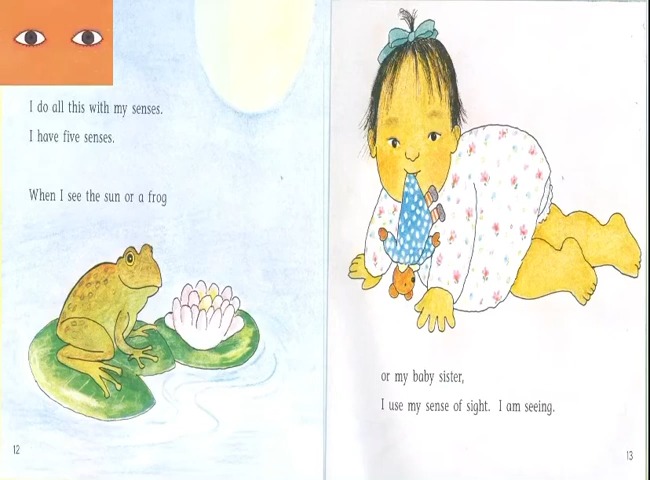 I do all this with my senses.
I have five senses.
When I see the sun or a frog
12
or my baby sister,
I use my sense of sight. I am seeing.
13